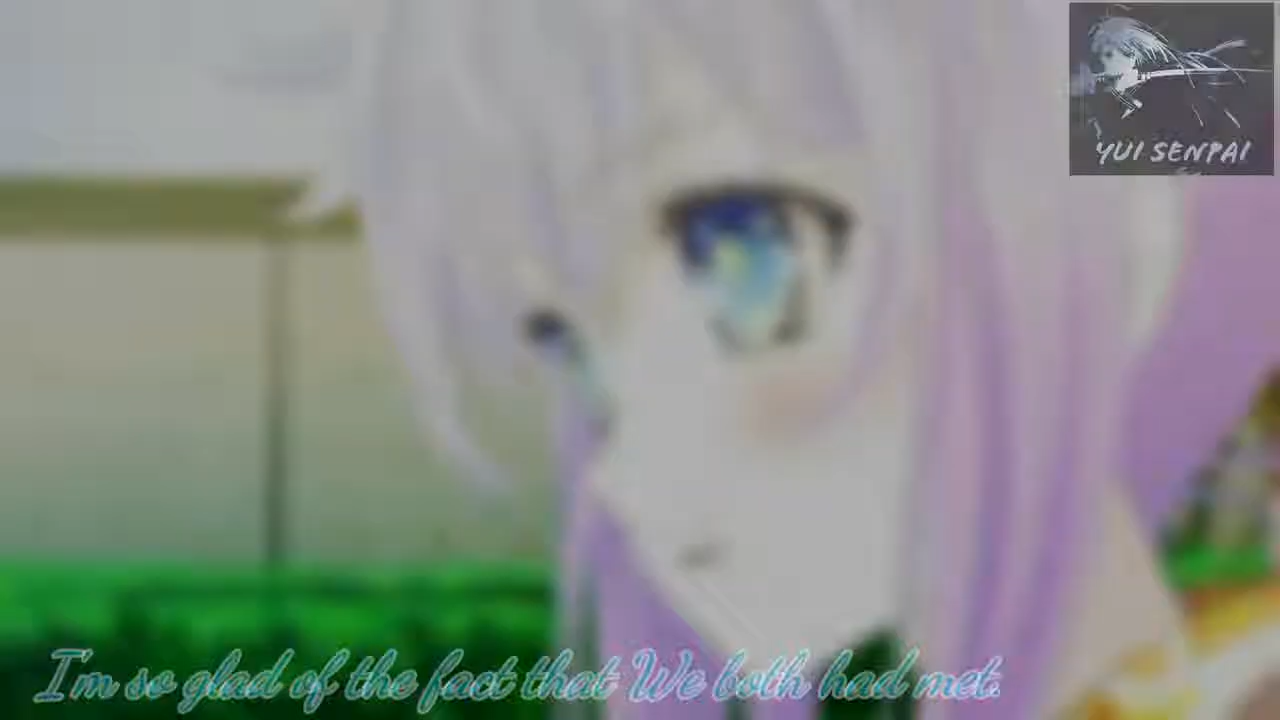 YUI SENPAI
I'm so glad of the fact that We both had met.